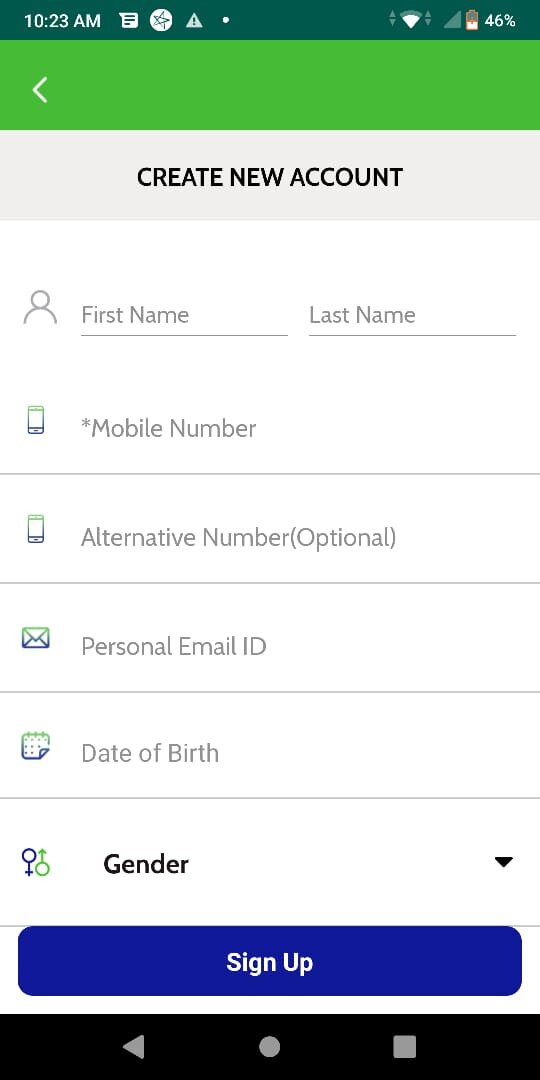 10:23 AM 46%
CREATE NEW ACCOUNT
First Name Last Name
*Mobile Number
Alternative Number(Optional)
Personal Email ID
Date of Birth
Gender
Sign Up